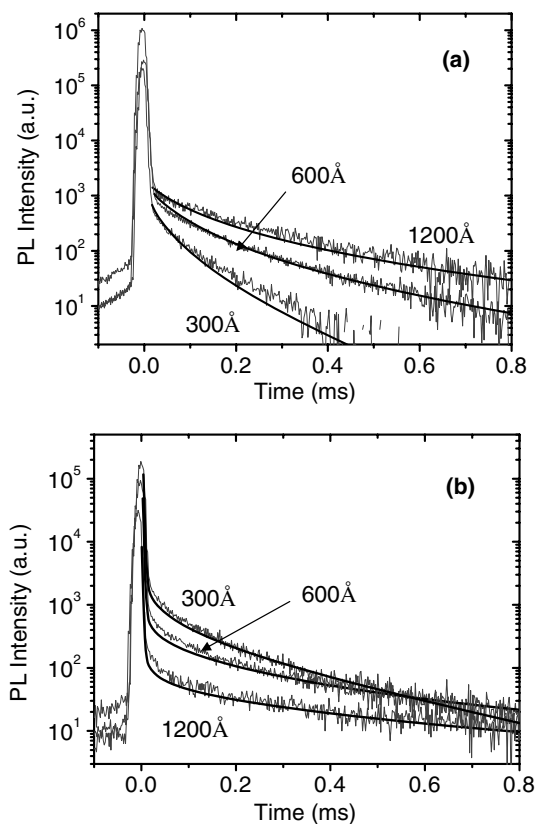 (a)
10⁶
10⁵
10⁴
10³
10²
10¹
PL Intensity (a.u.)
600Å
1200Å
300Å
0.0 0.2 0.4 0.6 0.8
Time (ms)
(b)
10⁵
10⁴
10³
10²
10¹
PL Intensity (a.u.)
300Å
600Å
1200Å
0.0 0.2 0.4 0.6 0.8
Time (ms)